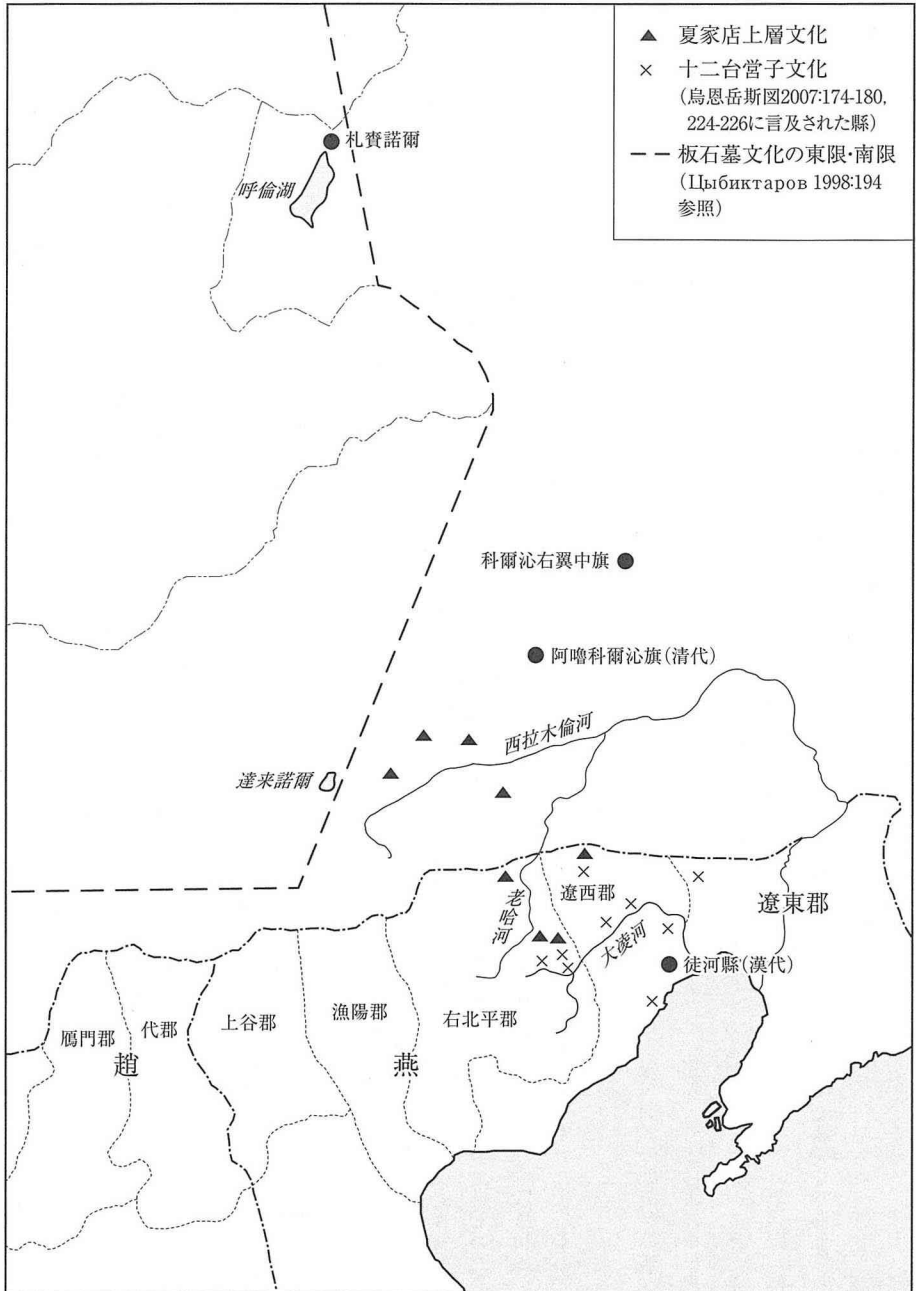 ▲ 夏家店上層文化
× 十二台営子文化
(烏恩岳斯図2007:174-180,
224-226に言及された縣)
板石墓文化の東限・南限
(Цыбиктаров 1998:194
参照)
札賚諾爾
呼倫湖
科爾沁右翼中旗
阿嚕科爾沁旗(清代)
西拉木倫河
達来諾爾
老哈河
遼西郡
遼東郡
大淩河
徒河縣(漢代)
鴈門郡
代郡
上谷郡
漁陽郡
右北平郡
趙
燕